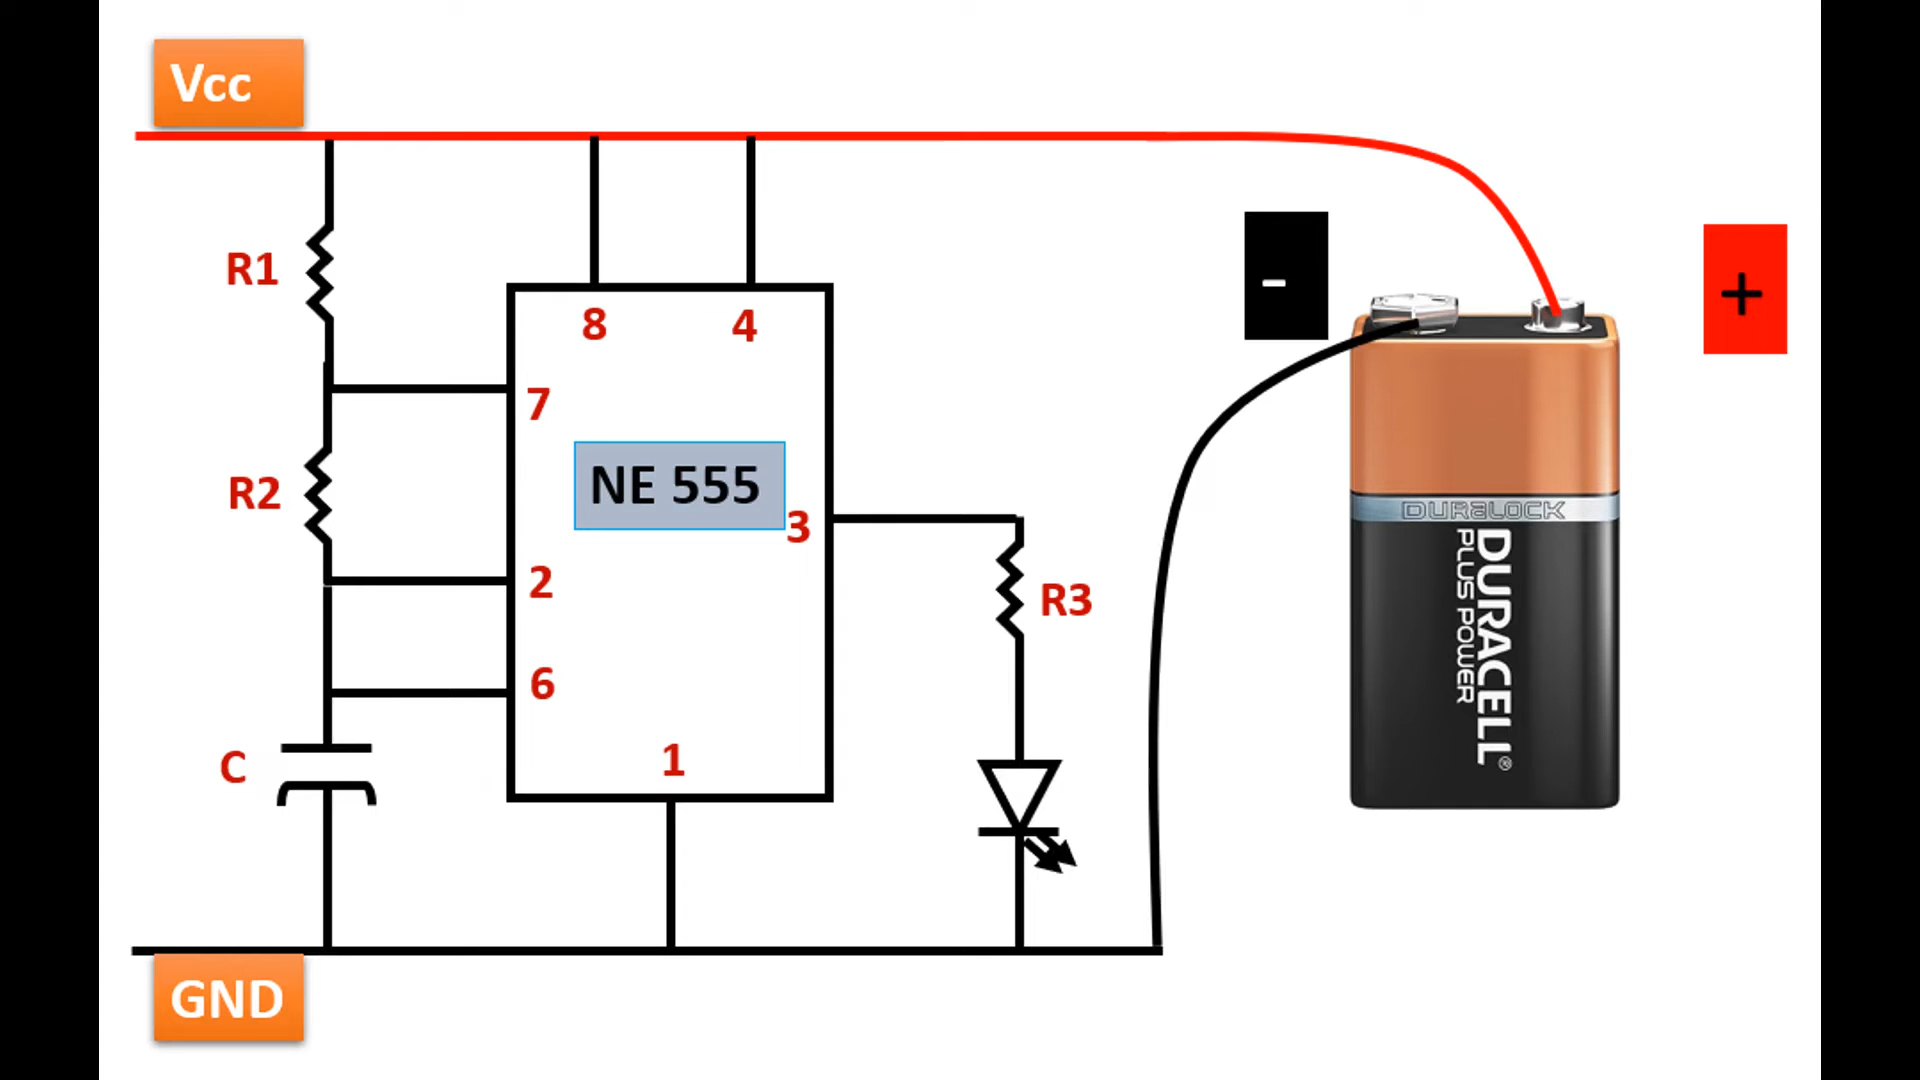 Vcc
R1
8
4
-
+
7
R2
NE 555
3
2
R3
6
C
1
GND
DURALOCK
DURACELL®
PLUS POWER